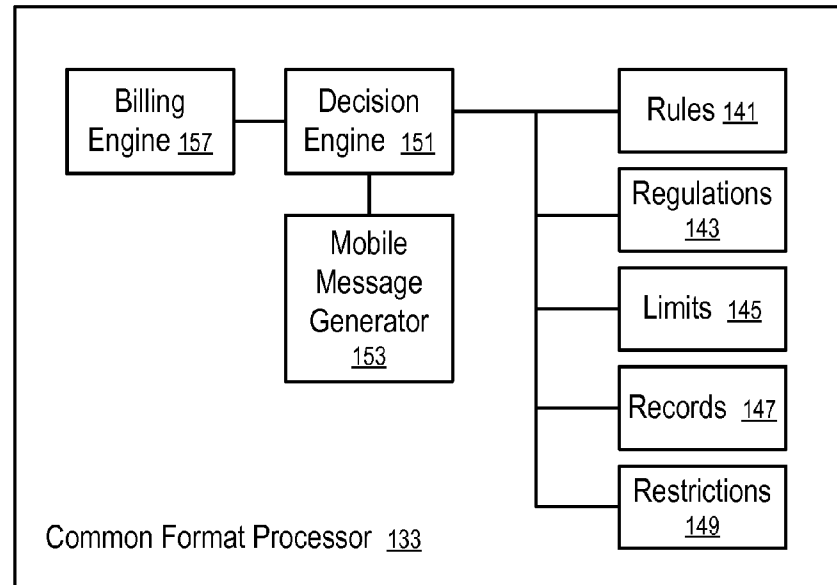 Billing
Engine 157
Decision
Engine 151
Mobile
Message
Generator
153
Rules 141
Regulations
143
Limits 145
Records 147
Restrictions
149
Common Format Processor 133